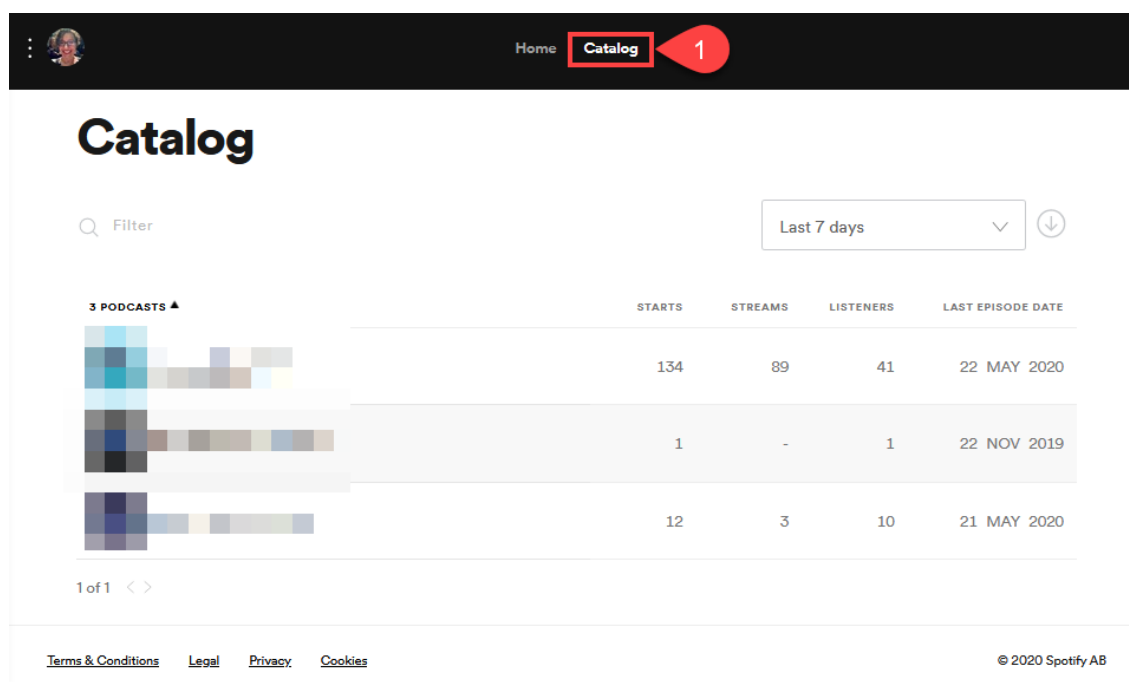 Home Catalog 1
Catalog
Filter Last 7 days
3 PODCASTS STARTS STREAMS LISTENERS LAST EPISODE DATE
134 89 41 22 MAY 2020
1 - 1 22 NOV 2019
12 3 10 21 MAY 2020
1 of 1 < >
Terms & Conditions Legal Privacy Cookies © 2020 Spotify AB